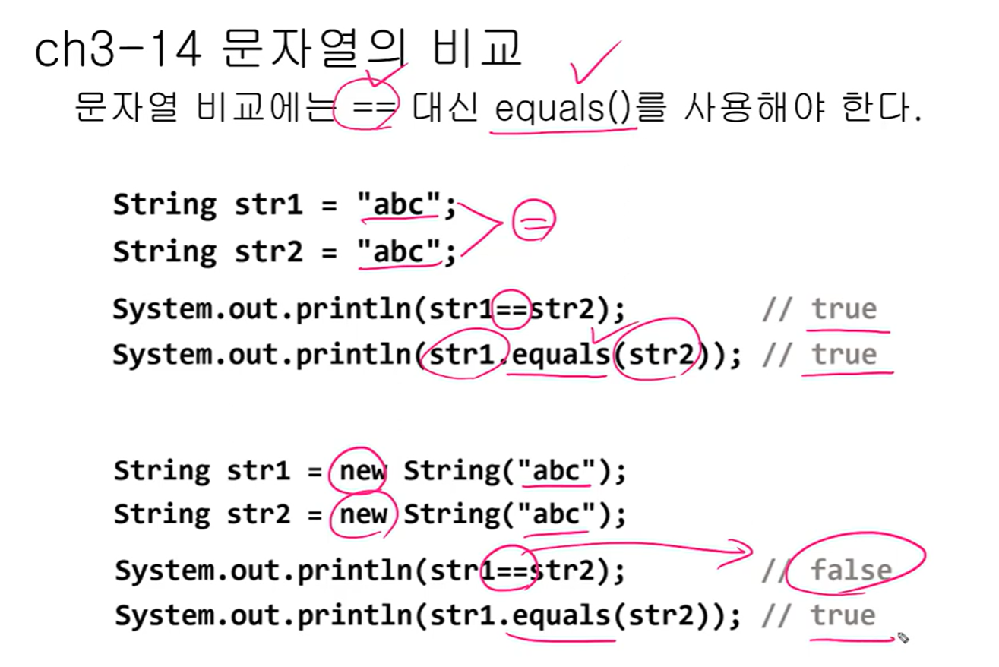 ch3-14 문자열의 비교
문자열 비교에는 == 대신 equals()를 사용해야 한다.
String str1 = "abc";
String str2 = "abc";
=
System.out.println(str1==str2); // true
System.out.println(str1.equals(str2)); // true
String str1 = new String("abc");
String str2 = new String("abc");
System.out.println(str1==str2); // false
System.out.println(str1.equals(str2)); // true